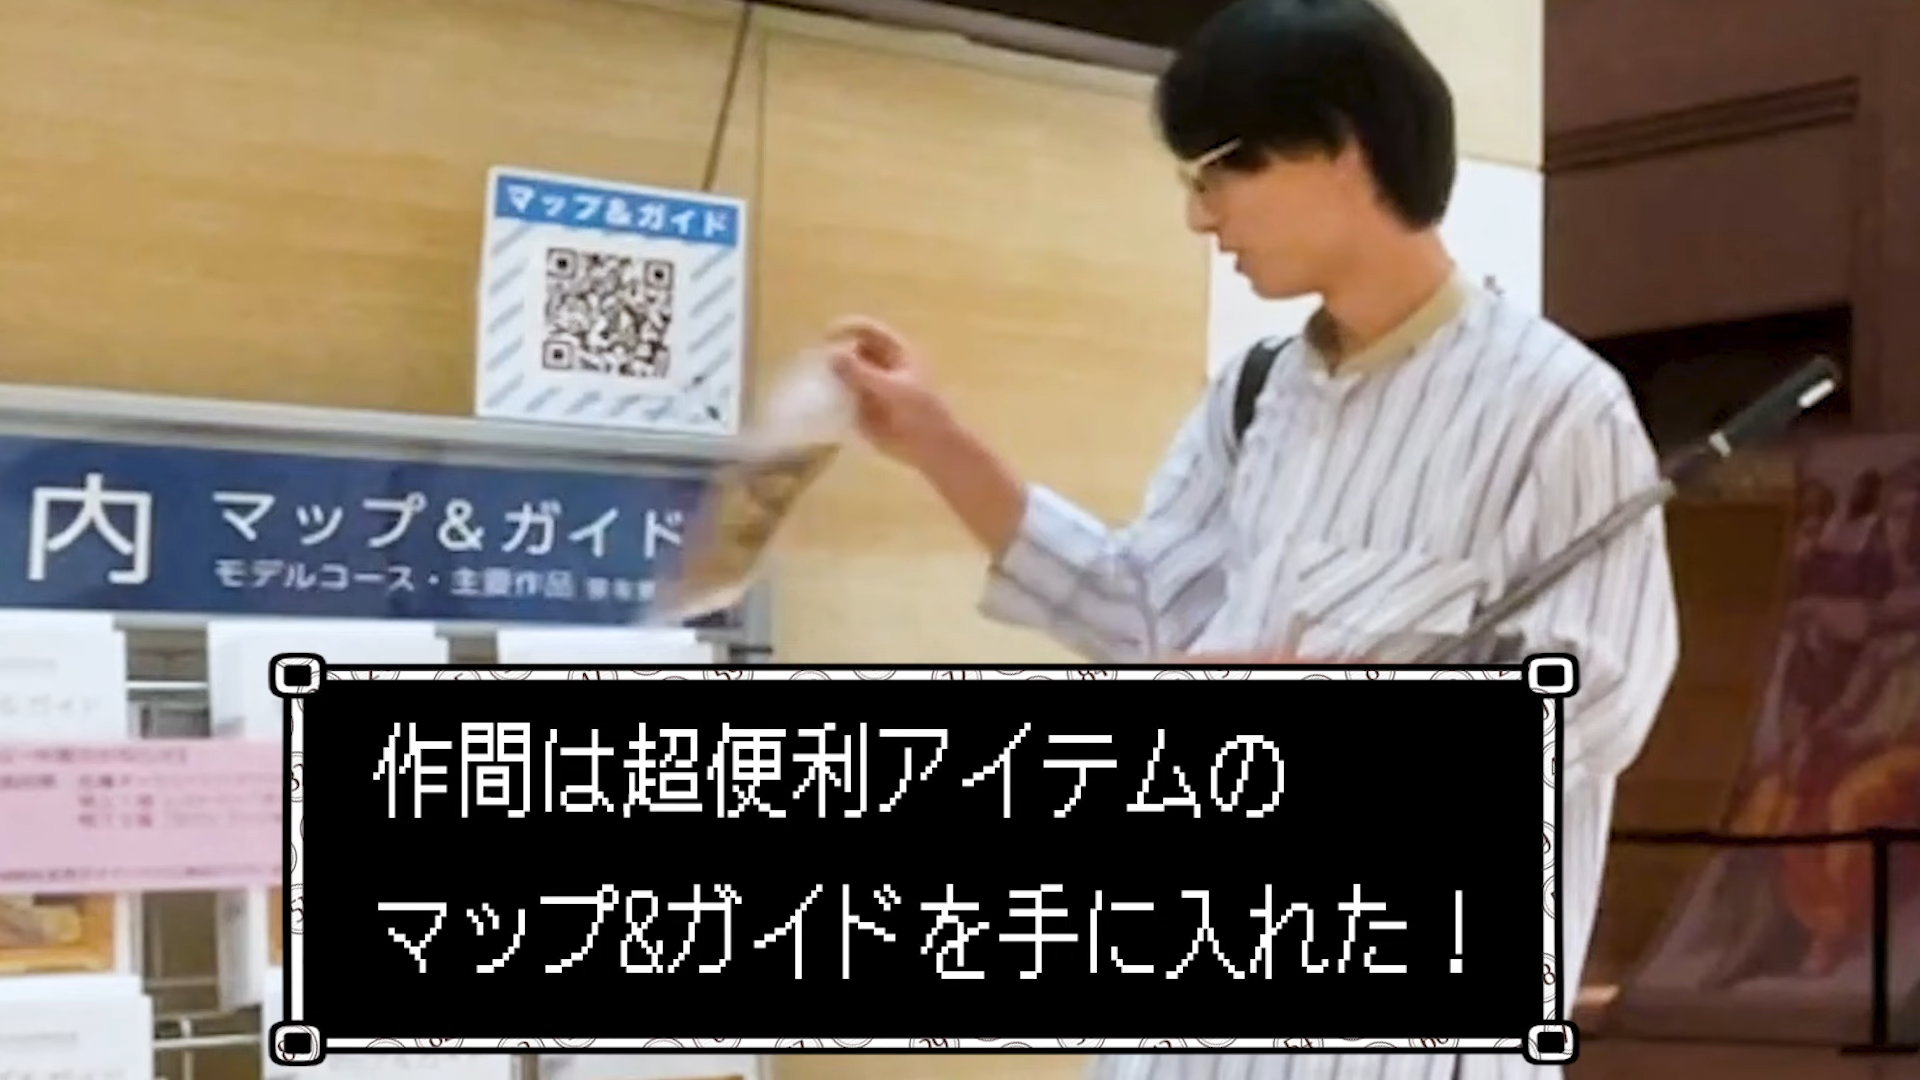 マップ&ガイド
内 マップ&ガイド
モデルコース・主要作品
作間は超便利アイテムの
マップ&ガイドを手に入れた！